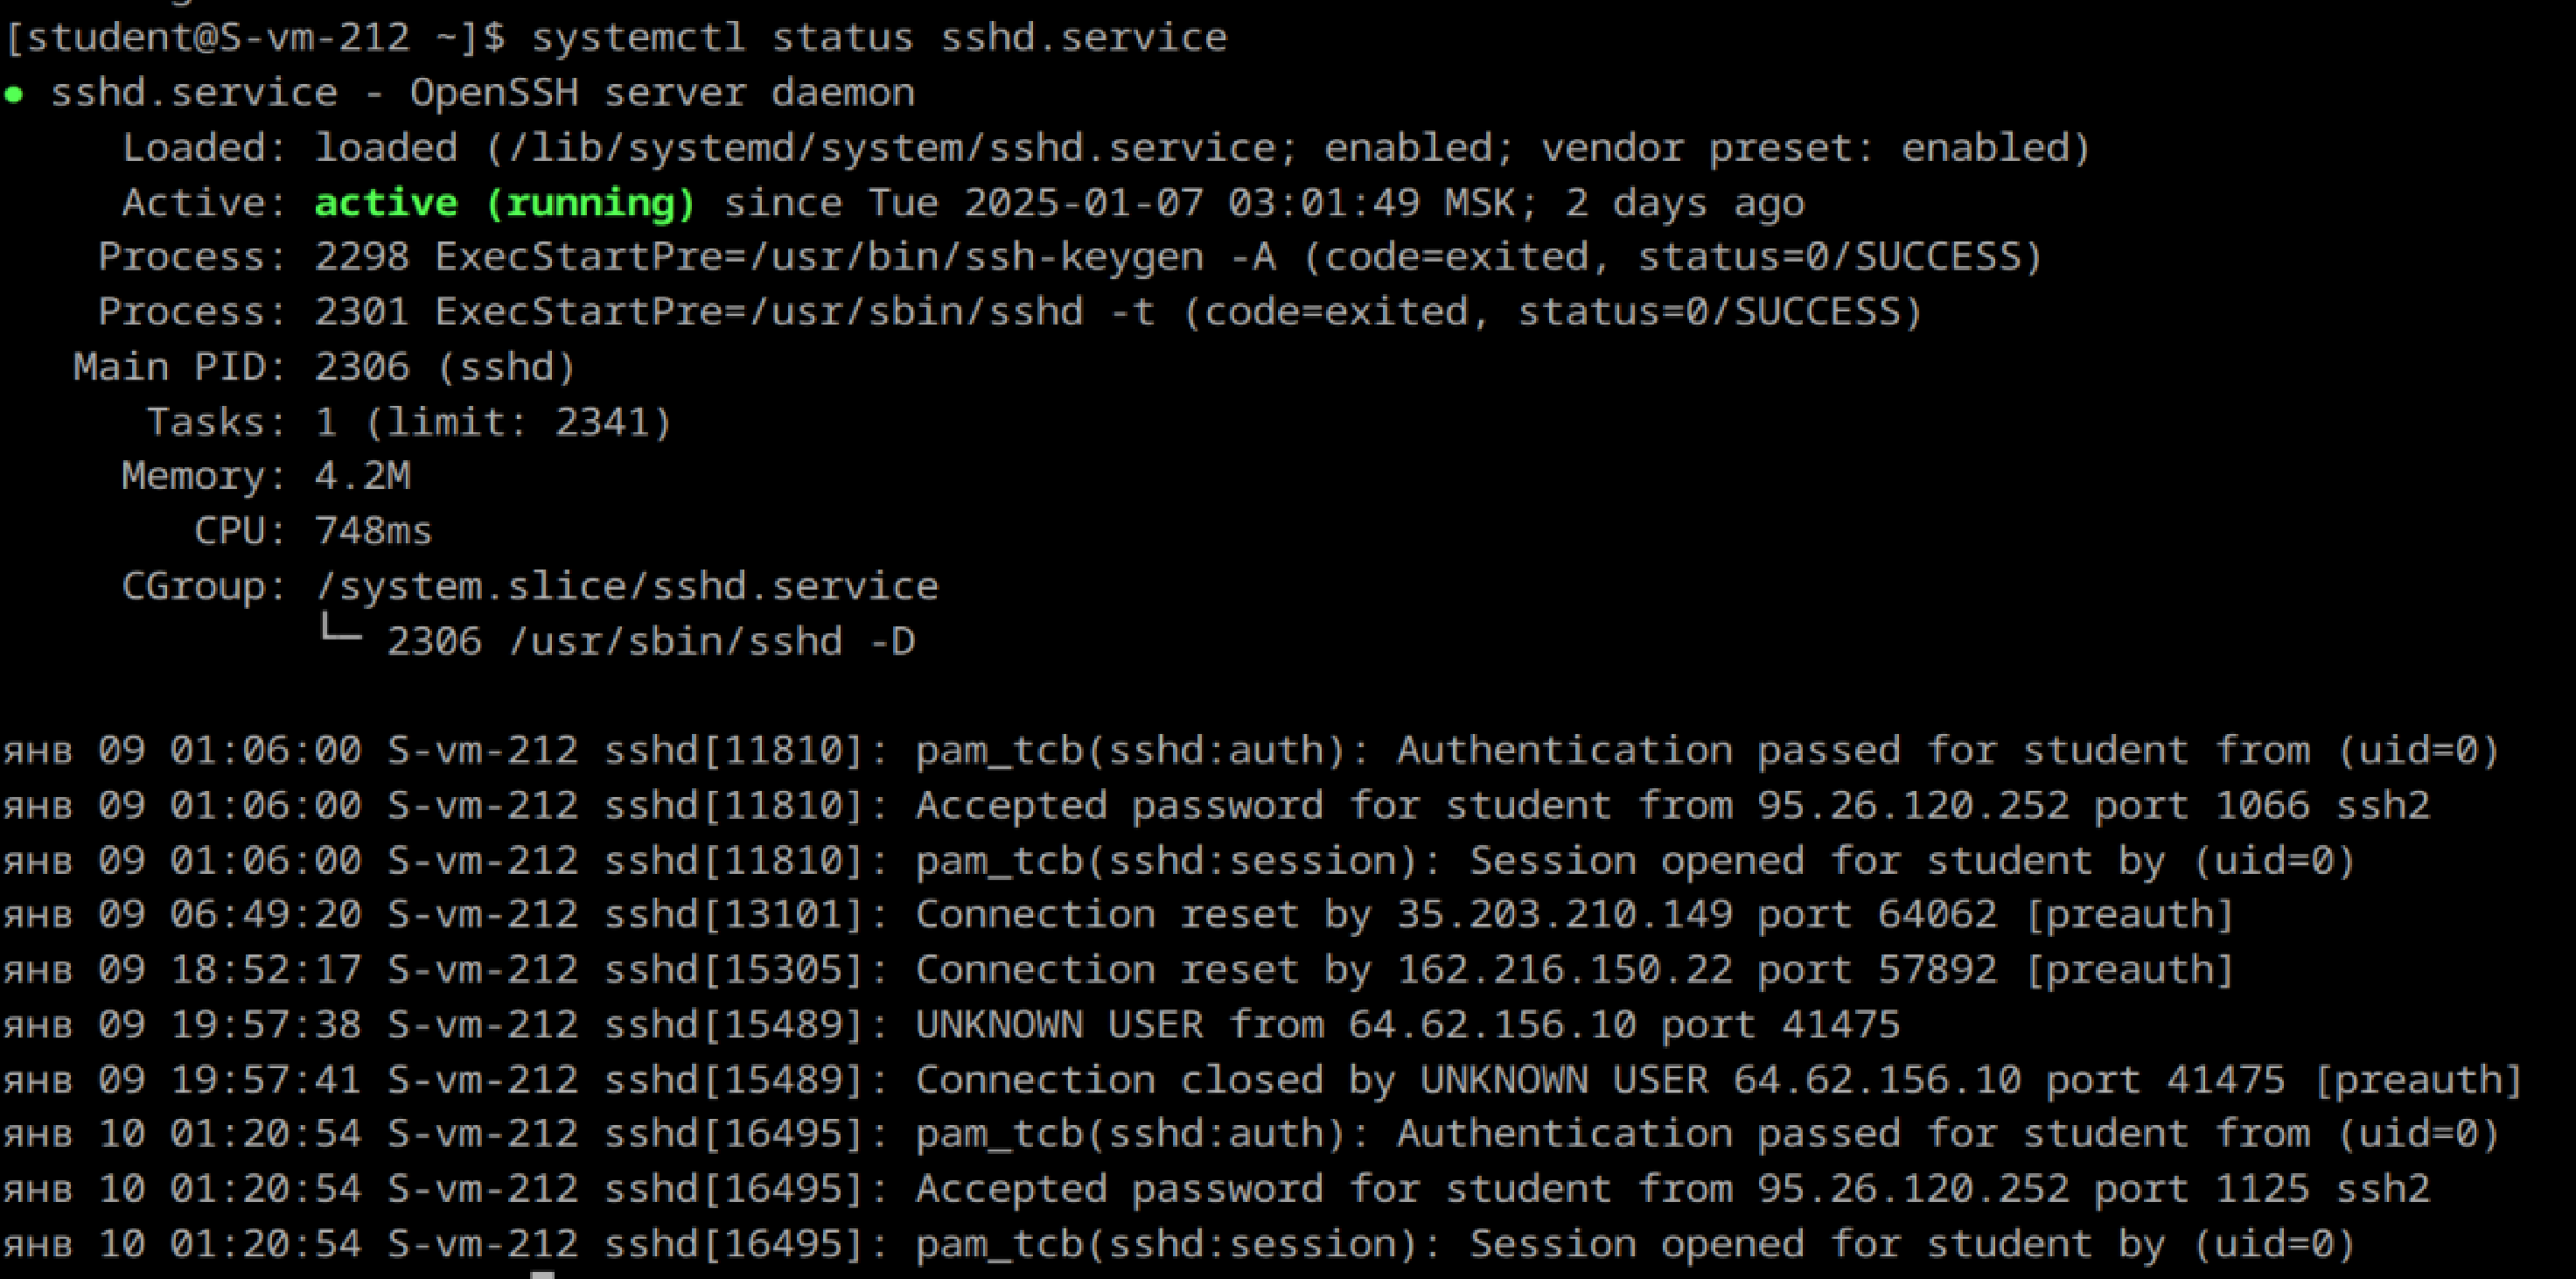 [student@S-vm-212 ~]$ systemctl status sshd.service
● sshd.service - OpenSSH server daemon
     Loaded: loaded (/lib/systemd/system/sshd.service; enabled; vendor preset: enabled)
     Active: active (running) since Tue 2025-01-07 03:01:49 MSK; 2 days ago
    Process: 2298 ExecStartPre=/usr/bin/ssh-keygen -A (code=exited, status=0/SUCCESS)
    Process: 2301 ExecStartPre=/usr/sbin/sshd -t (code=exited, status=0/SUCCESS)
   Main PID: 2306 (sshd)
      Tasks: 1 (limit: 2341)
     Memory: 4.2M
        CPU: 748ms
     CGroup: /system.slice/sshd.service
             └─ 2306 /usr/sbin/sshd -D
янв 09 01:06:00 S-vm-212 sshd[11810]: pam_tcb(sshd:auth): Authentication passed for student from (uid=0)
янв 09 01:06:00 S-vm-212 sshd[11810]: Accepted password for student from 95.26.120.252 port 1066 ssh2
янв 09 01:06:00 S-vm-212 sshd[11810]: pam_tcb(sshd:session): Session opened for student by (uid=0)
янв 09 06:49:20 S-vm-212 sshd[13101]: Connection reset by 35.203.210.149 port 64062 [preauth]
янв 09 18:52:17 S-vm-212 sshd[15305]: Connection reset by 162.216.150.22 port 57892 [preauth]
янв 09 19:57:38 S-vm-212 sshd[15489]: UNKNOWN USER from 64.62.156.10 port 41475
янв 09 19:57:41 S-vm-212 sshd[15489]: Connection closed by UNKNOWN USER 64.62.156.10 port 41475 [preauth]
янв 10 01:20:54 S-vm-212 sshd[16495]: pam_tcb(sshd:auth): Authentication passed for student from (uid=0)
янв 10 01:20:54 S-vm-212 sshd[16495]: Accepted password for student from 95.26.120.252 port 1125 ssh2
янв 10 01:20:54 S-vm-212 sshd[16495]: pam_tcb(sshd:session): Session opened for student by (uid=0)